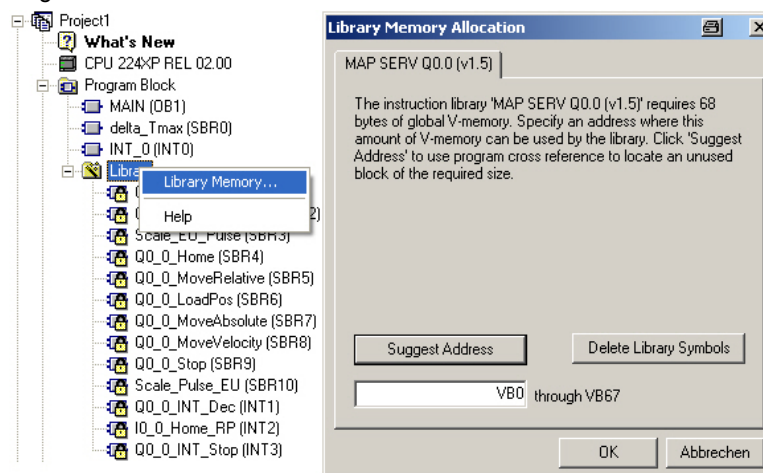 Project1
What's New
CPU 224XP REL 02.00
Program Block
MAIN (OB1)
delta_Tmax (SBR0)
INT_0 (INT0)
Library Memory...
Help
2)
Scale_EU_Pulse (SBR3)
Q0_0_Home (SBR4)
Q0_0_MoveRelative (SBR5)
Q0_0_LoadPos (SBR6)
Q0_0_MoveAbsolute (SBR7)
Q0_0_MoveVelocity (SBR8)
Q0_0_Stop (SBR9)
Scale_Pulse_EU (SBR10)
Q0_0_INT_Dec (INT1)
I0_0_Home_RP (INT2)
Q0_0_INT_Stop (INT3)
Library Memory Allocation
MAP SERV Q0.0 (v1.5)
The instruction library 'MAP SERV Q0.0 (v1.5)' requires 68
bytes of global V-memory. Specify an address where this
amount of V-memory can be used by the library. Click 'Suggest
Address' to use program cross reference to locate an unused
block of the required size.
Suggest Address
Delete Library Symbols
VB0 through VB67
OK
Abbrechen